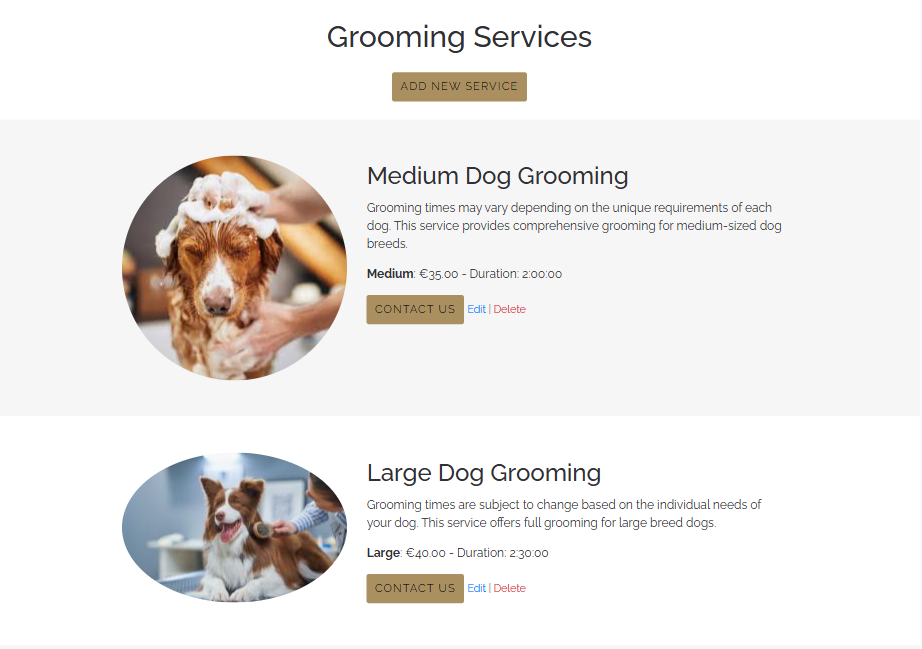 Grooming Services
ADD NEW SERVICE
Medium Dog Grooming
Grooming times may vary depending on the unique requirements of each
dog. This service provides comprehensive grooming for medium-sized dog
breeds.
Medium: €35.00 - Duration: 2:00:00
CONTACT US Edit | Delete
Large Dog Grooming
Grooming times are subject to change based on the individual needs of
your dog. This service offers full grooming for large breed dogs.
Large: €40.00 - Duration: 2:30:00
CONTACT US Edit | Delete